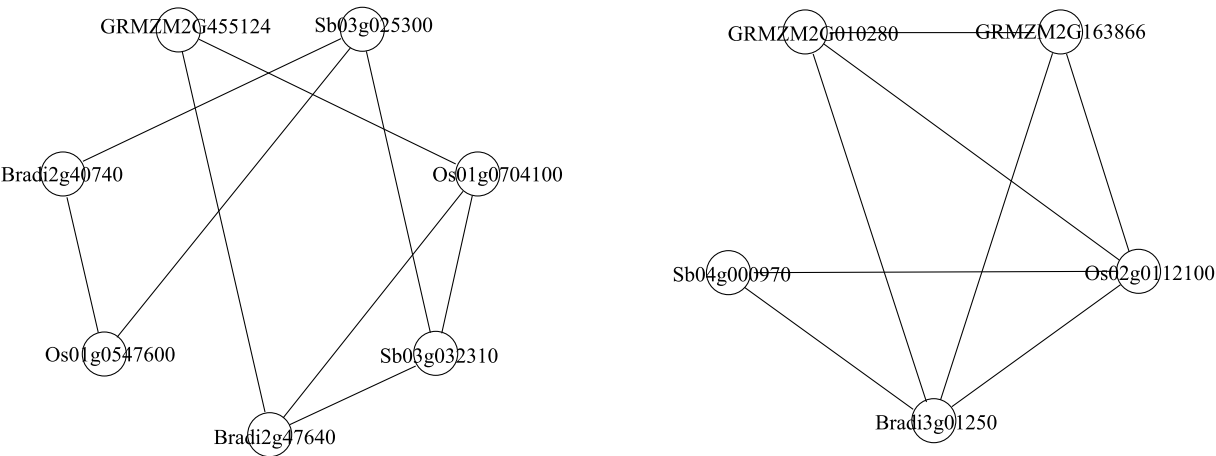 GRMZM2G455124
Sb03g025300
GRMZM2G010280
GRMZM2G163866
Bradi2g40740
Os01g0704100
Sb04g000970
Os02g0112100
Os01g0547600
Sb03g032310
Bradi3g01250
Bradi2g47640